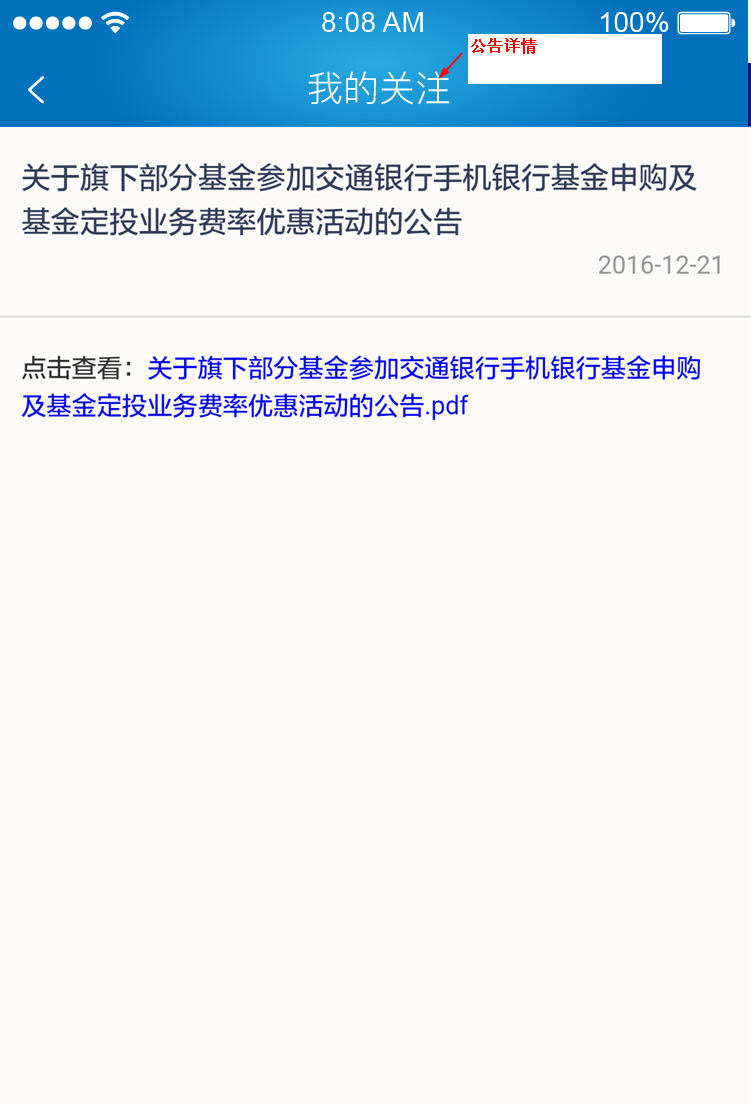 8:08 AM
100%
公告详情
我的关注
关于旗下部分基金参加交通银行手机银行基金申购及
基金定投业务费率优惠活动的公告
2016-12-21
点击查看：关于旗下部分基金参加交通银行手机银行基金申购
及基金定投业务费率优惠活动的公告.pdf